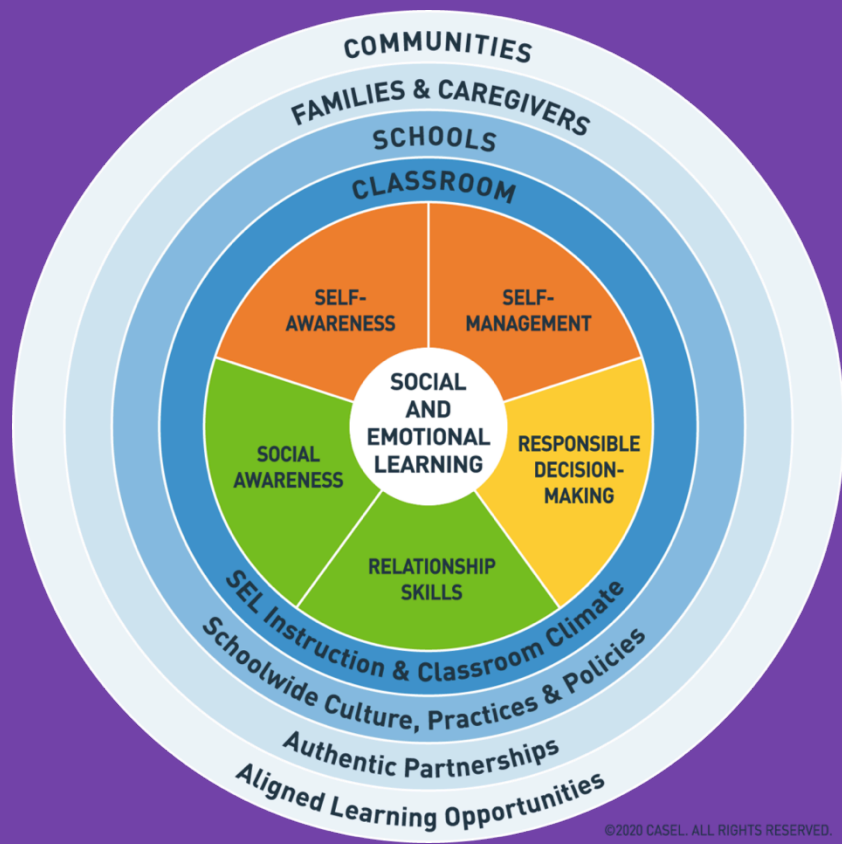 COMMUNITIES
FAMILIES & CAREGIVERS
SCHOOLS
CLASSROOM
SELF-
AWARENESS
SELF-
MANAGEMENT
SOCIAL
AND
EMOTIONAL
LEARNING
SOCIAL
AWARENESS
RESPONSIBLE
DECISION-
MAKING
RELATIONSHIP
SKILLS
SEL Instruction & Classroom Climate
Schoolwide Culture, Practices & Policies
Authentic Partnerships
Aligned Learning Opportunities
©2020 CASEL. ALL RIGHTS RESERVED.